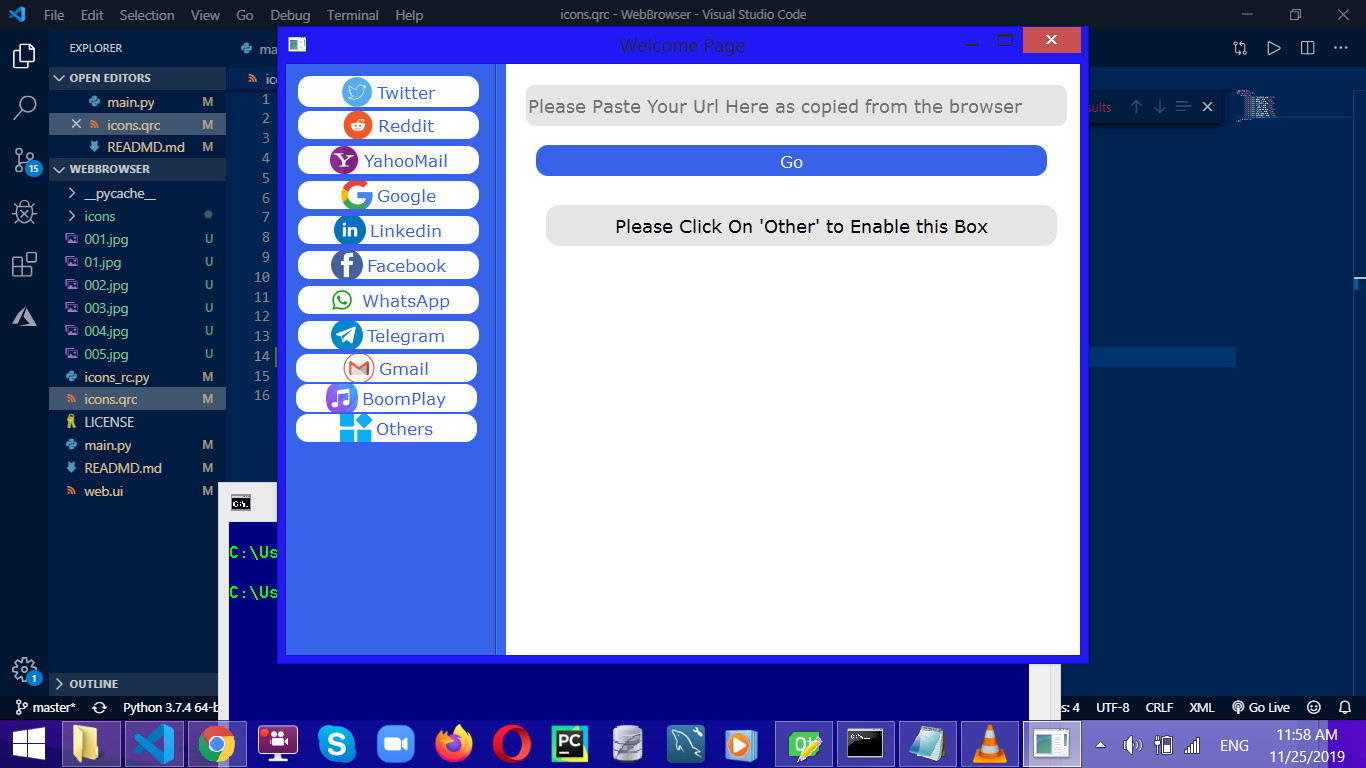 File Edit Selection View Go Debug Terminal Help
icons.qrc - WebBrowser - Visual Studio Code
EXPLORER
OPEN EDITORS
main.py M
icons.qrc M
READMD.md M
WEBBROWSER
__pycache__
icons
001.jpg U
01.jpg U
002.jpg U
003.jpg U
004.jpg U
005.jpg U
icons_rc.py M
icons.qrc M
LICENSE
main.py M
READMD.md M
web.ui M
OUTLINE
15
1
1
2
3
4
5
6
7
8
9
10
11
12
13
14
15
16
Welcome Page
Twitter
Reddit
YahooMail
Google
Linkedin
Facebook
WhatsApp
Telegram
Gmail
BoomPlay
Others
Please Paste Your Url Here as copied from the browser
Go
Please Click On 'Other' to Enable this Box
C:\Us
C:\Us
master*
Python 3.7.4 64-b
UTF-8
CRLF
XML
Go Live
ENG
11:58 AM
11/25/2019